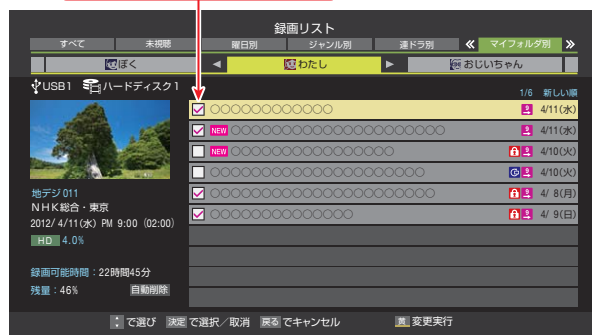 録画リスト
すべて 未視聴 曜日別 ジャンル別 連ドラ別 マイフォルダ別
ぼく わたし おじいちゃん
USB1 ハードディスク1
1/6 新しい順
○○○○○○○○○○○○ 4/11(水)
NEW ○○○○○○○○○○○○○○○○○○○○○○ 4/11(水)
NEW ○○○○○○○○○○○○○○○○○ 4/10(火)
○○○○○○○○○○○○○○○○○○○○ 4/10(火)
○○○○○○○○○○○○○○○○○○○○○ 4/ 8(月)
○○○○○○○○○○○○○○ 4/ 9(日)
地デジ 011
NHK総合・東京
2012/ 4/11(水) PM 9:00 (02:00)
HD 4.0%
録画可能時間：22時間45分
残量：46% 自動削除
で選び 決定 で選択／取消 戻る でキャンセル 黄 変更実行